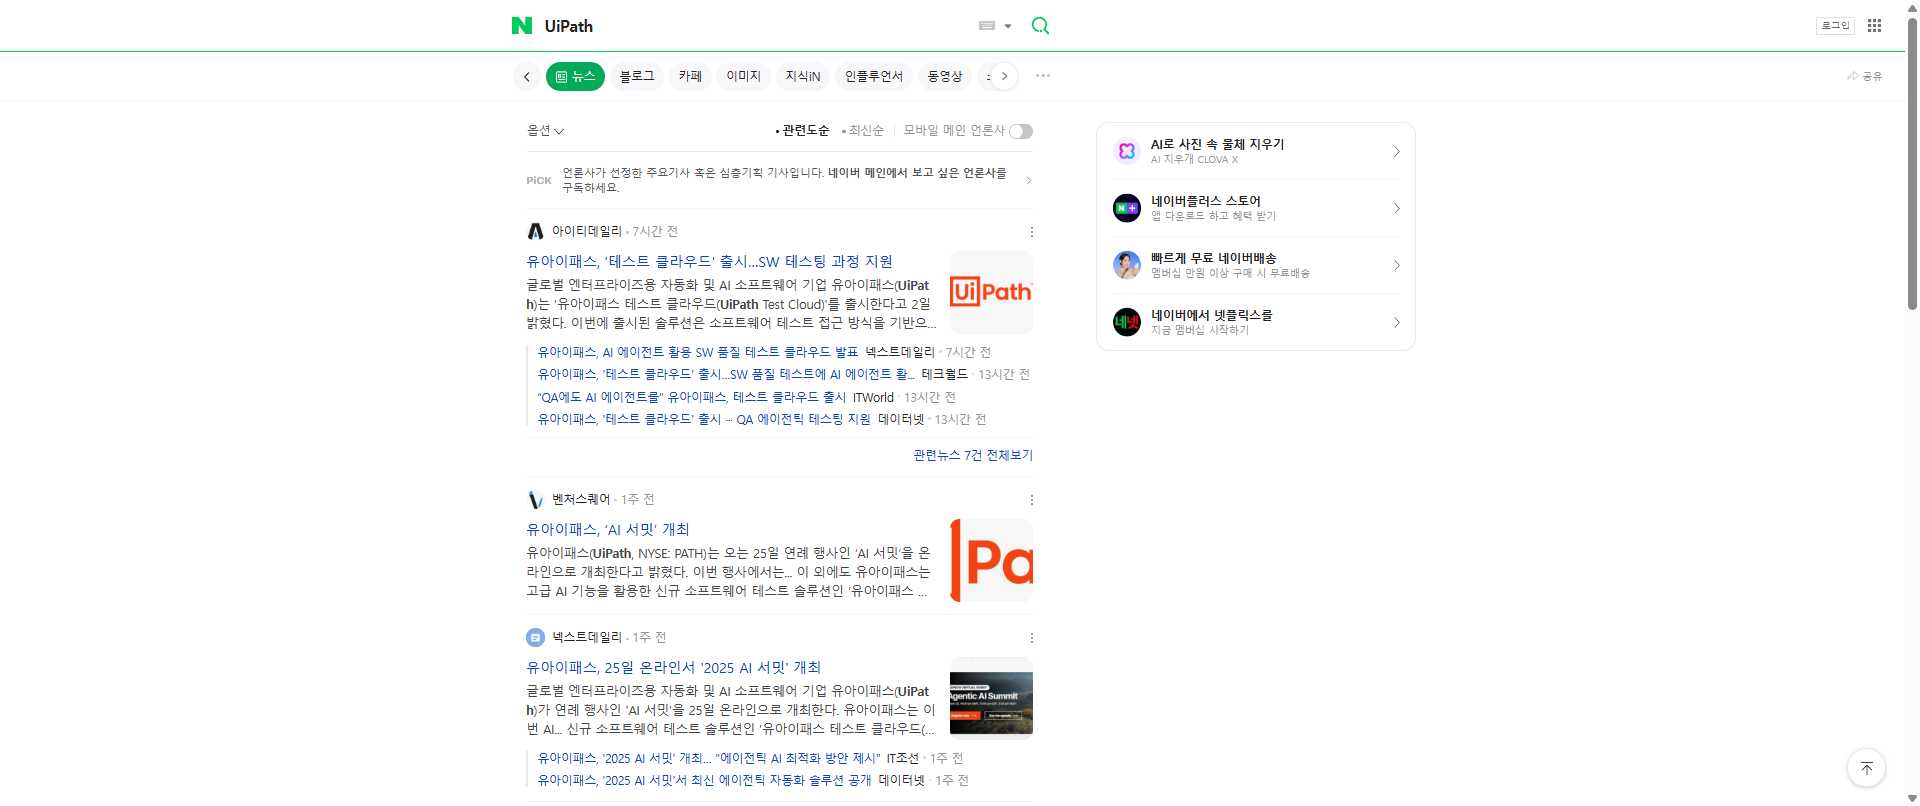 UiPath
로그인
뉴스
블로그
카페
이미지
지식iN
인플루언서
동영상
공유
옵션
• 관련도순
• 최신순
모바일 메인 언론사
PiCK
언론사가 선정한 주요기사 혹은 심층기획 기사입니다. 네이버 메인에서 보고 싶은 언론사를
구독하세요.
아이티데일리 · 7시간 전
유아이패스, '테스트 클라우드' 출시…SW 테스팅 과정 지원
글로벌 엔터프라이즈용 자동화 및 AI 소프트웨어 기업 유아이패스(UiPat
h)는 '유아이패스 테스트 클라우드(UiPath Test Cloud)'를 출시한다고 2일
밝혔다. 이번에 출시된 솔루션은 소프트웨어 테스트 접근 방식을 기반으...
UiPath
유아이패스, AI 에이전트 활용 SW 품질 테스트 클라우드 발표 넥스트데일리 · 7시간 전
유아이패스, '테스트 클라우드' 출시…SW 품질 테스트에 AI 에이전트 활... 테크월드 · 13시간 전
“QA에도 AI 에이전트를” 유아이패스, 테스트 클라우드 출시 ITWorld · 13시간 전
유아이패스, '테스트 클라우드' 출시 … QA 에이전틱 테스팅 지원 데이터넷 · 13시간 전
관련뉴스 7건 전체보기
벤처스퀘어 · 1주 전
유아이패스, ‘AI 서밋’ 개최
유아이패스(UiPath, NYSE: PATH)는 오는 25일 연례 행사인 ‘AI 서밋’을 온
라인으로 개최한다고 밝혔다. 이번 행사에서는... 이 외에도 유아이패스는
고급 AI 기능을 활용한 신규 소프트웨어 테스트 솔루션인 ‘유아이패스 ...
Pa
넥스트데일리 · 1주 전
유아이패스, 25일 온라인서 '2025 AI 서밋' 개최
글로벌 엔터프라이즈용 자동화 및 AI 소프트웨어 기업 유아이패스(UiPat
h)가 연례 행사인 'AI 서밋'을 25일 온라인으로 개최한다. 유아이패스는 이
번 AI... 신규 소프트웨어 테스트 솔루션인 '유아이패스 테스트 클라우드(...
Agentic AI Summit
유아이패스, '2025 AI 서밋' 개최... "에이전틱 AI 최적화 방안 제시" IT조선 · 1주 전
유아이패스, '2025 AI 서밋'서 최신 에이전틱 자동화 솔루션 공개 데이터넷 · 1주 전
AI로 사진 속 물체 지우기
AI 지우개 CLOVA X
네이버플러스 스토어
앱 다운로드 하고 혜택 받기
빠르게 무료 네이버배송
멤버십 만원 이상 구매 시 무료배송
네넷
네이버에서 넷플릭스를
지금 멤버십 시작하기